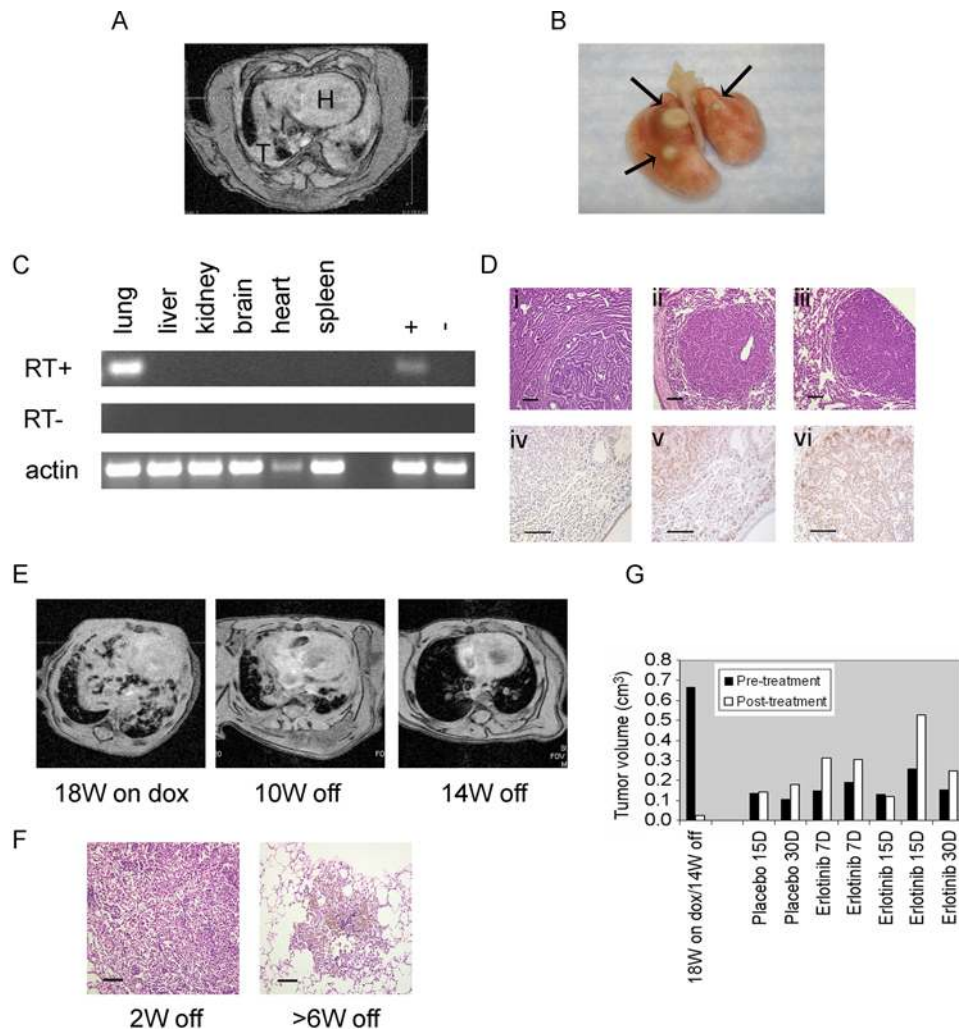 A
B
H
T
C
lung
liver
kidney
brain
heart
spleen
+
-
RT+
RT-
actin
D
i
ii
iii
iv
v
vi
E
18W on dox
10W off
14W off
F
2W off
>6W off
G
Pre-treatment
Post-treatment
Tumor volume (cm³)
0.8
0.7
0.6
0.5
0.4
0.3
0.2
0.1
0.0
18W on dox/14W off
Placebo 15D
Placebo 30D
Erlotinib 7D
Erlotinib 7D
Erlotinib 15D
Erlotinib 15D
Erlotinib 30D